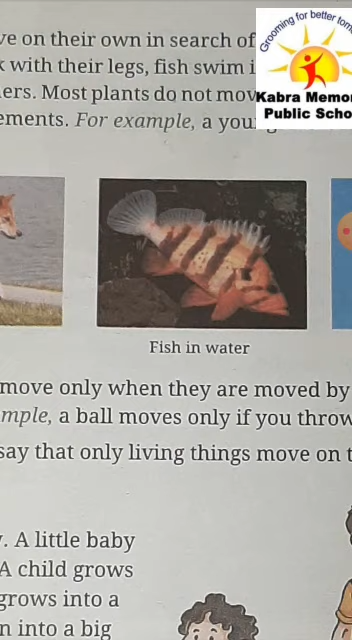 ve on their own in search of
Grooming for better
k with their legs, fish swim
ers. Most plants do not mov
Kabra Memor
Public Scho
ements. For example, a you
Fish in water
move only when they are moved by
mple, a ball moves only if you throw
say that only living things move on t
. A little baby
A child grows
grows into a
n into a big